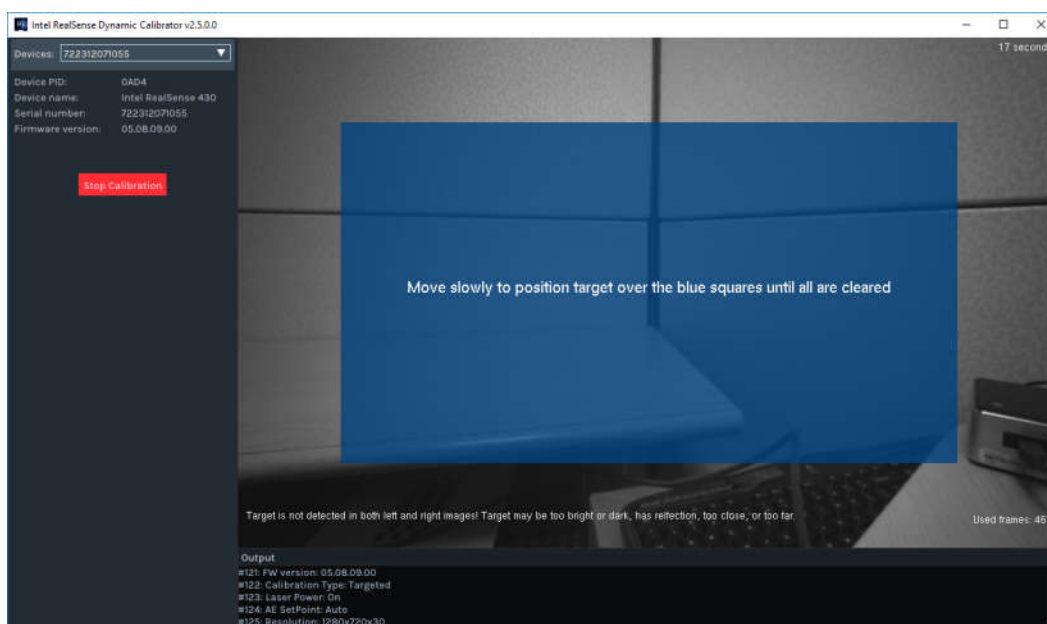 Intel RealSense Dynamic Calibrator v2.5.0.0
Devices: 722312071055
17 second
Device PID: 0AD4
Device name: Intel RealSense 430
Serial number: 722312071055
Firmware version: 05.08.09.00
Stop Calibration
Move slowly to position target over the blue squares until all are cleared
Target is not detected in both left and right images! Target may be too bright or dark, has relfection, too close, or too far.
Used frames: 46
Output
#121: FW version: 05.08.09.00
#122: Calibration Type: Targeted
#123: Laser Power: On
#124: AE SetPoint: Auto
#125: Resolution: 1280x720x30